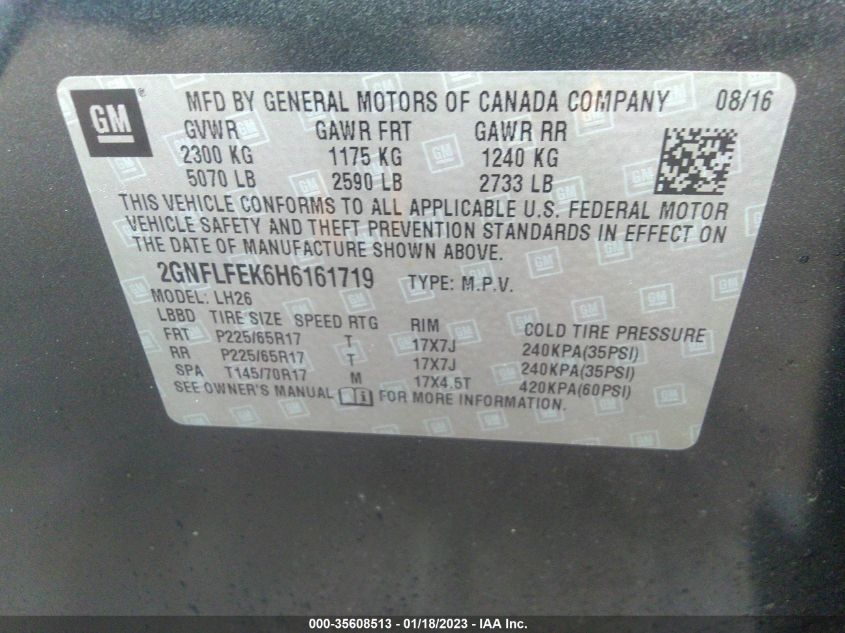 GM ® MFD BY GENERAL MOTORS OF CANADA COMPANY 08/16
GVWR GAWR FRT GAWR RR
2300 KG 1175 KG 1240 KG
5070 LB 2590 LB 2733 LB
THIS VEHICLE CONFORMS TO ALL APPLICABLE U.S. FEDERAL MOTOR
VEHICLE SAFETY AND THEFT PREVENTION STANDARDS IN EFFECT ON
THE DATE OF MANUFACTURE SHOWN ABOVE.
2GNFLFEK6H6161719 TYPE: M.P.V.
MODEL: LH26
LBBD TIRE SIZE SPEED RTG RIM COLD TIRE PRESSURE
FRT P225/65R17 T 17X7J 240KPA(35PSI)
RR P225/65R17 T 17X7J 240KPA(35PSI)
SPA T145/70R17 M 17X4.5T 420KPA(60PSI)
SEE OWNER'S MANUAL FOR MORE INFORMATION.
000-35608513 - 01/18/2023 - IAA Inc.